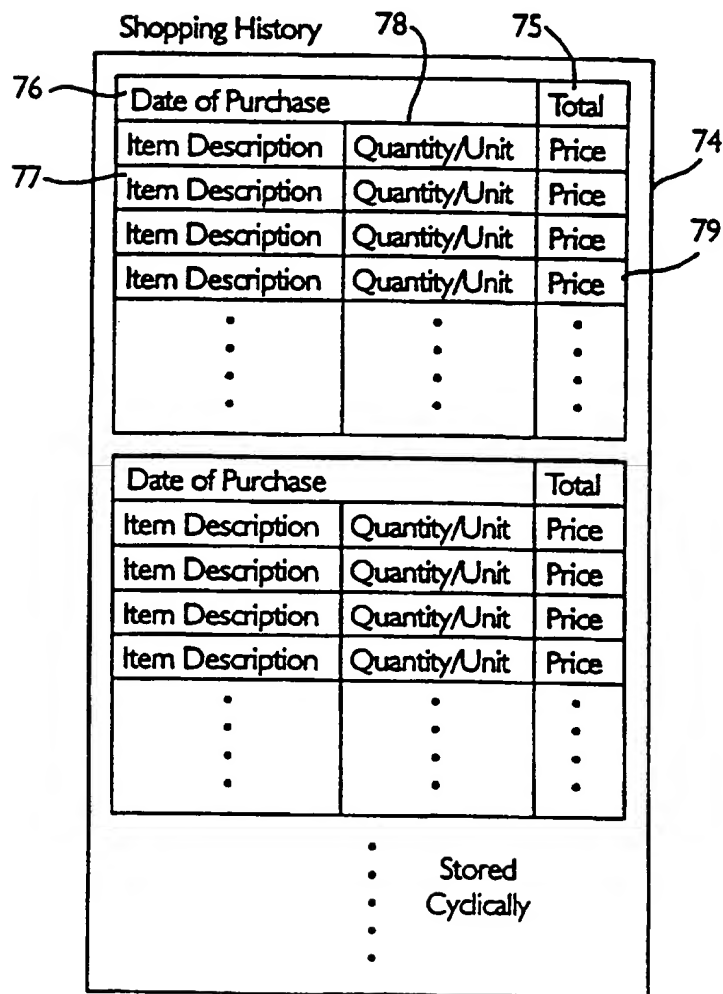 Shopping History
78
75
76
Date of Purchase Total
Item Description Quantity/Unit Price
74
77
Item Description Quantity/Unit Price
Item Description Quantity/Unit Price
79
Item Description Quantity/Unit Price
Date of Purchase Total
Item Description Quantity/Unit Price
Item Description Quantity/Unit Price
Item Description Quantity/Unit Price
Item Description Quantity/Unit Price
Stored
Cyclically